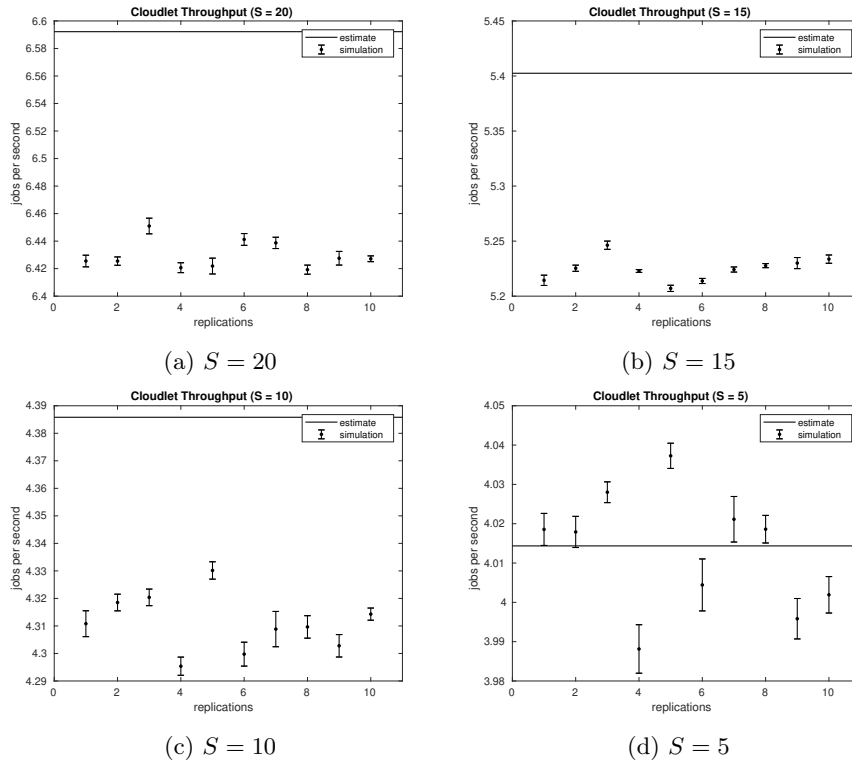 Cloudlet Throughput (S = 20)
6.6
6.58
6.56
6.54
6.52
6.5
6.48
6.46
6.44
6.42
6.4
jobs per second
estimate
simulation
0 2 4 6 8 10
replications
(a) S = 20
Cloudlet Throughput (S = 15)
5.45
5.4
5.35
5.3
5.25
5.2
jobs per second
estimate
simulation
0 2 4 6 8 10
replications
(b) S = 15
Cloudlet Throughput (S = 10)
4.39
4.38
4.37
4.36
4.35
4.34
4.33
4.32
4.31
4.3
4.29
jobs per second
estimate
simulation
0 2 4 6 8 10
replications
(c) S = 10
Cloudlet Throughput (S = 5)
4.05
4.04
4.03
4.02
4.01
4
3.99
3.98
jobs per second
estimate
simulation
0 2 4 6 8 10
replications
(d) S = 5